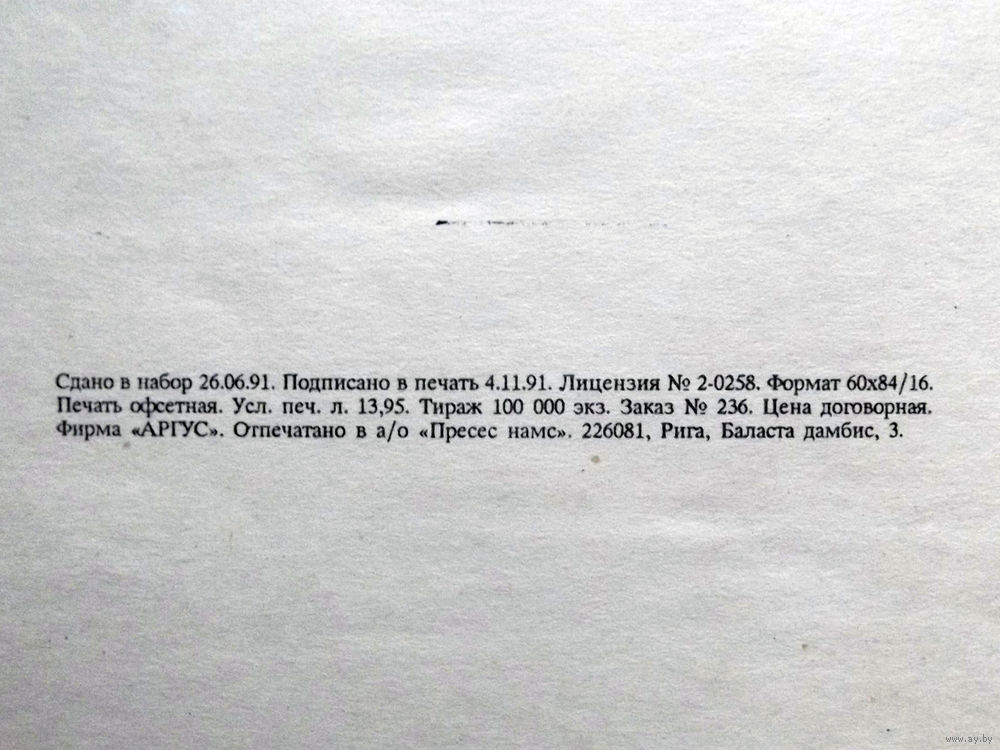 Сдано в набор 26.06.91. Подписано в печать 4.11.91. Лицензия № 2-0258. Формат 60х84/16.
Печать офсетная. Усл. печ. л. 13,95. Тираж 100 000 экз. Заказ № 236. Цена договорная.
Фирма «АРГУС». Отпечатано в а/о «Пресес намс». 226081, Рига, Баласта дамбис, 3.
www.ay.by